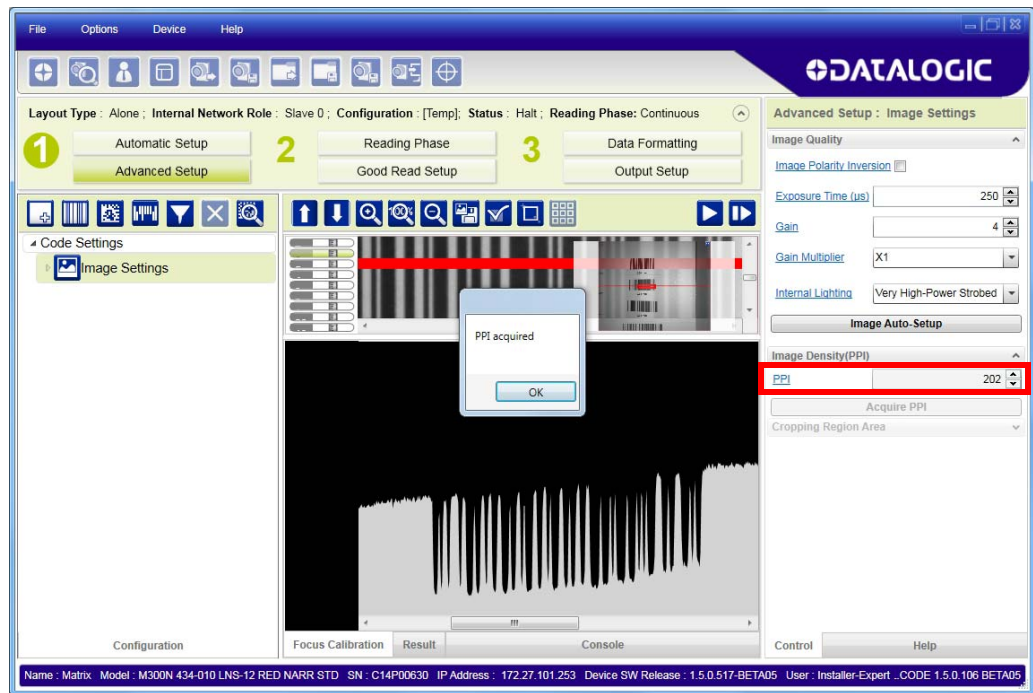 File Options Device Help
DATALOGIC
Layout Type : Alone ; Internal Network Role : Slave 0 ; Configuration : [Temp]; Status : Halt ; Reading Phase: Continuous
1 Automatic Setup
Advanced Setup
2 Reading Phase
Good Read Setup
3 Data Formatting
Output Setup
Code Settings
Image Settings
Configuration
100%
PPI acquired
OK
Focus Calibration Result Console
Advanced Setup : Image Settings
Image Quality
Image Polarity Inversion
Exposure Time (µs) 250
Gain 4
Gain Multiplier X1
Internal Lighting Very High-Power Strobed
Image Auto-Setup
Image Density(PPI)
PPI 202
Acquire PPI
Cropping Region Area
Control Help
Name : Matrix Model : M300N 434-010 LNS-12 RED NARR STD SN : C14P00630 IP Address : 172.27.101.253 Device SW Release : 1.5.0.517-BETA05 User : Installer-Expert _CODE 1.5.0.106 BETA05